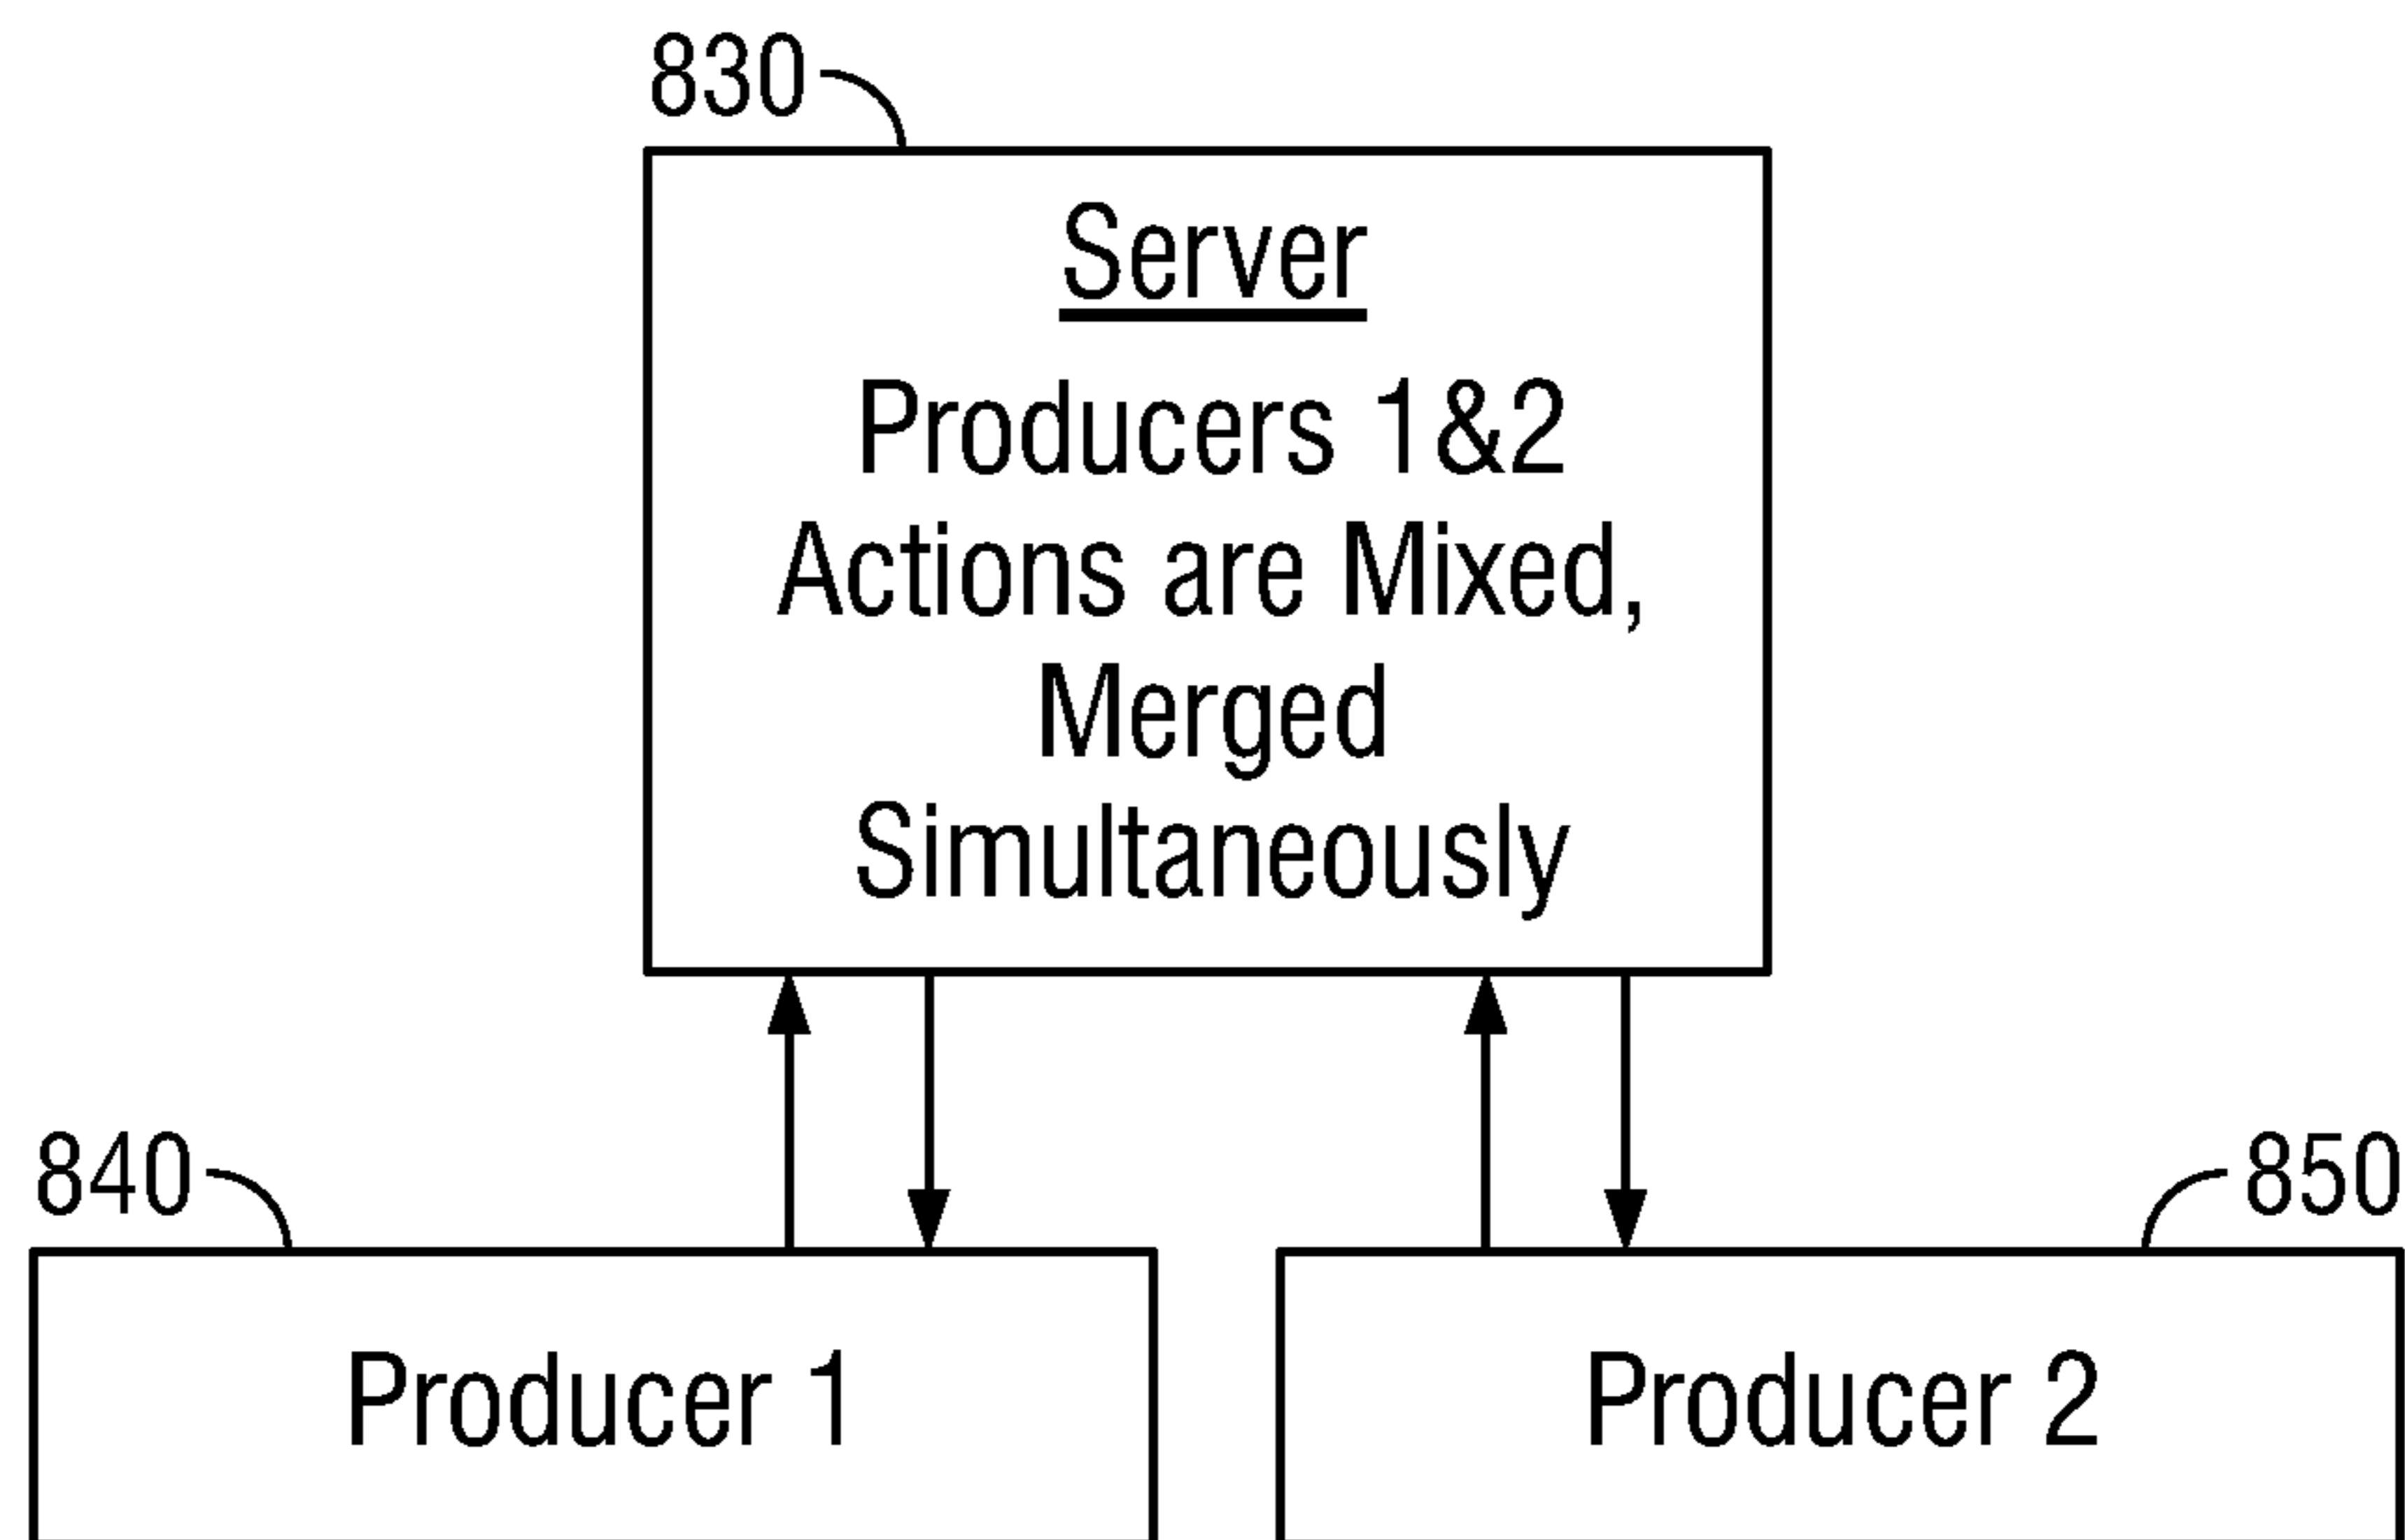 830
Server
Producers 1&2
Actions are Mixed,
Merged
Simultaneously
840
850
Producer 1
Producer 2